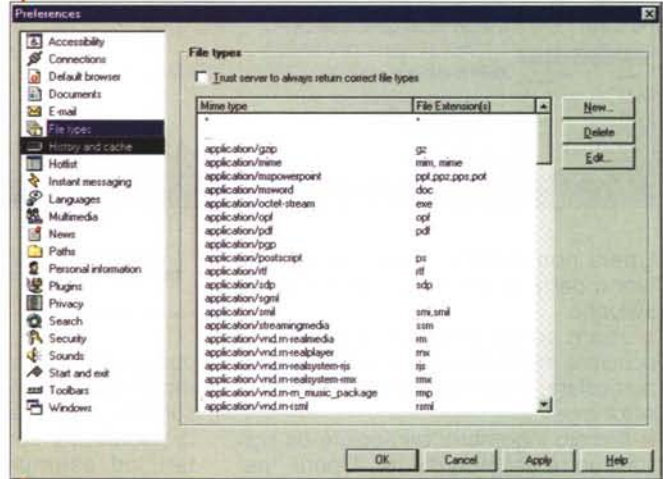 Preferences
Accessibility
Connections
Default browser
Documents
E-mail
File types
History and cache
Hotlist
Instant messaging
Languages
Multimedia
News
Paths
Personal information
Plugins
Privacy
Search
Security
Sounds
Start and exit
Toolbars
Windows
File types
Trust server to always return correct file types
Mime type File Extension(s)
* *
...
application/gzip gz
application/mime mim, mime
application/mspowerpoint ppt,ppz,pps,pot
application/msword doc
application/octet-stream exe
application/opf opf
application/pdf pdf
application/pgp
application/postscript ps
application/rtf rtf
application/sdp sdp
application/sgml
application/smil smi,smil
application/streamingmedia ssm
application/vnd.rn-realmedia rm
application/vnd.rn-realplayer rnx
application/vnd.rn-realsystem-rjs rjs
application/vnd.rn-realsystem-rmx rmx
application/vnd.rn-rn_music_package rmp
application/vnd.rn-rsml rsml
New...
Delete
Edit...
OK
Cancel
Apply
Help